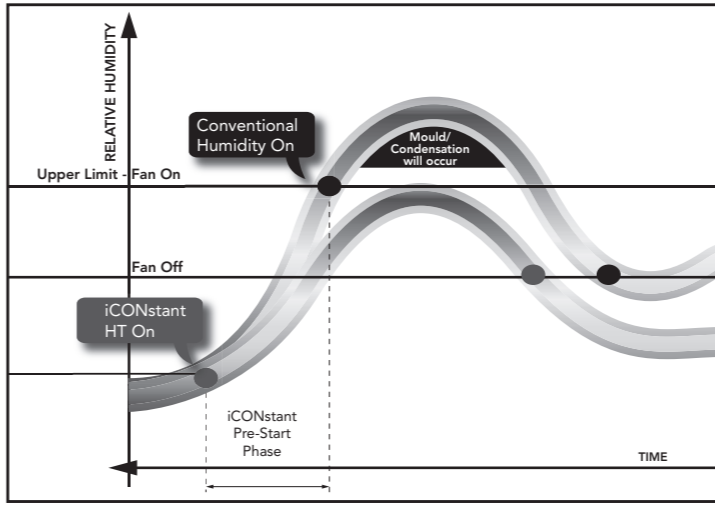 RELATIVE HUMIDITY
Conventional
Humidity On
Mould/
Condensation
will occur
Upper Limit - Fan On
Fan Off
iCONstant
HT On
iCONstant
Pre-Start
Phase
TIME